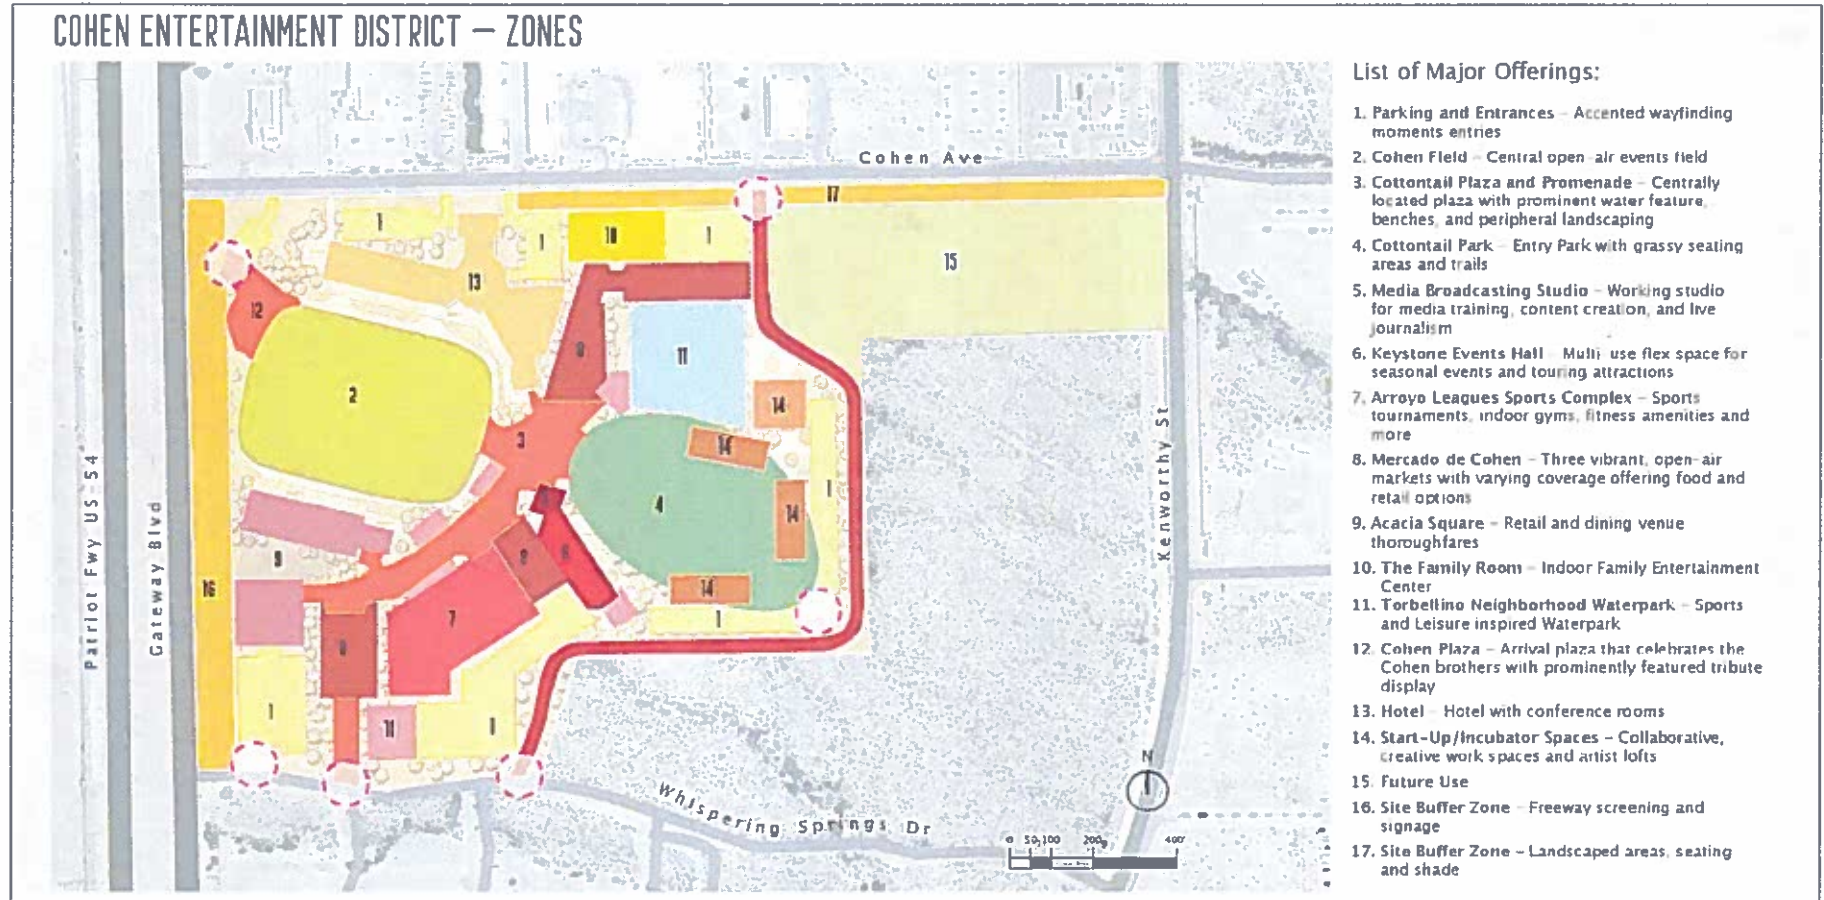 COHEN ENTERTAINMENT DISTRICT – ZONES
List of Major Offerings:
1. Parking and Entrances – Accented wayfinding
moments entries
2. Cohen Field – Central open-air events field
3. Cottontail Plaza and Promenade – Centrally
located plaza with prominent water feature,
benches, and peripheral landscaping
4. Cottontail Park – Entry Park with grassy seating
areas and trails
5. Media Broadcasting Studio – Working studio
for media training, content creation, and live
journalism
6. Keystone Events Hall – Multi-use flex space for
seasonal events and touring attractions
7. Arroyo Leagues Sports Complex – Sports
tournaments, indoor gyms, fitness amenities and
more
8. Mercado de Cohen – Three vibrant, open-air
markets with varying coverage offering food and
retail options
9. Acacia Square – Retail and dining venue
thoroughfares
10. The Family Room – Indoor Family Entertainment
Center
11. Torbellino Neighborhood Waterpark – Sports
and Leisure inspired Waterpark
12. Cohen Plaza – Arrival plaza that celebrates the
Cohen brothers with prominently featured tribute
display
13. Hotel – Hotel with conference rooms
14. Start-Up/Incubator Spaces – Collaborative,
creative work spaces and artist lofts
15. Future Use
16. Site Buffer Zone – Freeway screening and
signage
17. Site Buffer Zone – Landscaped areas, seating
and shade
Cohen Ave
17
1
1
10
1
15
13
12
11
2
14
3
14
4
1
14
16
7
14
1
1
11
1
Patriot Fwy US-54
Gateway Blvd
Kenworthy St
Whispering Springs Dr
N
0 50 100 200 400'